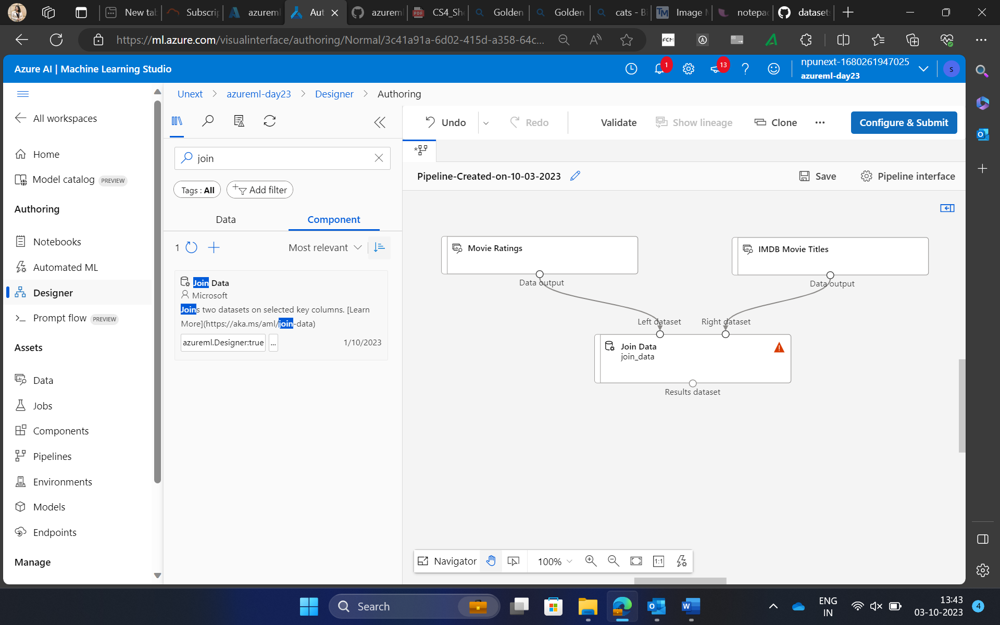 New tab
Subscrip
azureml
Aut
azureml
CS4_She
Golden
Golden
cats - B
Image M
notepa
datasets
https://ml.azure.com/visualinterface/authoring/Normal/3c41a91a-6d02-415d-a358-64c...
Azure AI | Machine Learning Studio
1
13
npunext-1680261947025
azureml-day23
S
All workspaces
Home
Model catalog PREVIEW
Authoring
Notebooks
Automated ML
Designer
Prompt flow PREVIEW
Assets
Data
Jobs
Components
Pipelines
Environments
Models
Endpoints
Manage
Unext > azureml-day23 > Designer > Authoring
join
Tags : All
Add filter
Data
Component
1
Most relevant
Join Data
Microsoft
Joins two datasets on selected key columns. [Learn
More](https://aka.ms/aml/join-data)
azureml.Designer:true
...
1/10/2023
Undo
Redo
Validate
Show lineage
Clone
Configure & Submit
Pipeline-Created-on-10-03-2023
Save
Pipeline interface
Movie Ratings
Data output
IMDB Movie Titles
Data output
Left dataset
Right dataset
Join Data
join_data
Results dataset
Navigator
100%
1:1
Search
ENG
IN
13:43
03-10-2023
4